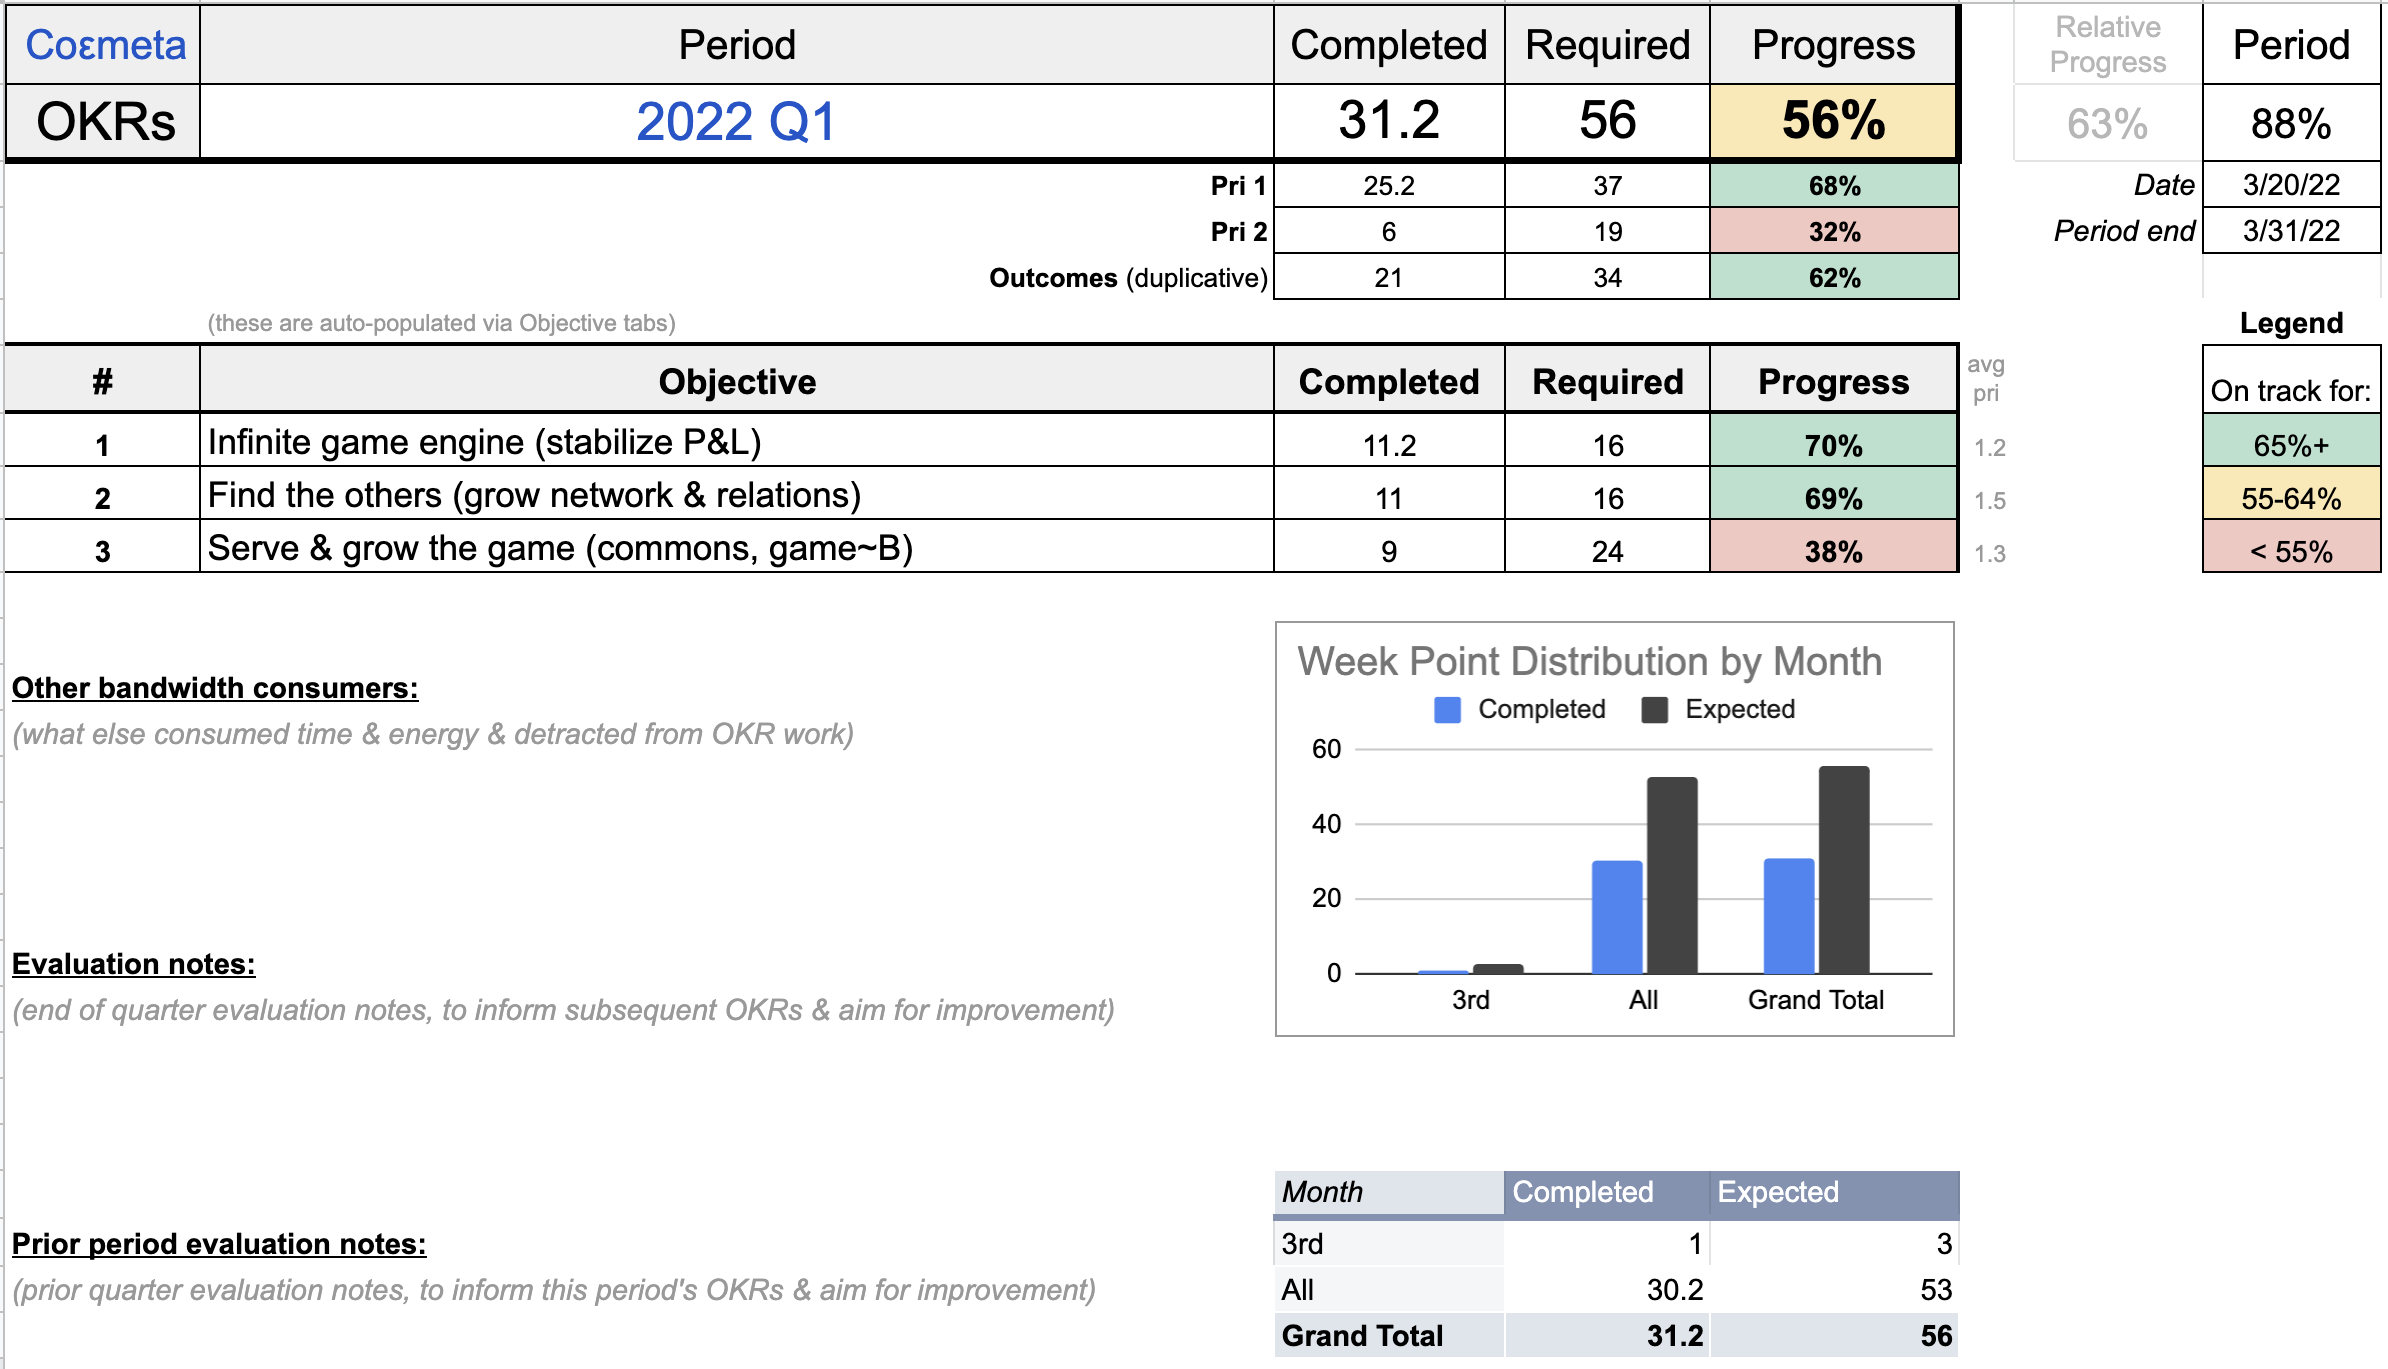 Coεmeta Period Completed Required Progress Relative Progress Period
OKRs 2022 Q1 31.2 56 56% 63% 88%
Pri 1 25.2 37 68% Date 3/20/22
Pri 2 6 19 32% Period end 3/31/22
Outcomes (duplicative) 21 34 62%
(these are auto-populated via Objective tabs) Legend
# Objective Completed Required Progress avg pri On track for:
1 Infinite game engine (stabilize P&L) 11.2 16 70% 1.2 65%+
2 Find the others (grow network & relations) 11 16 69% 1.5 55-64%
3 Serve & grow the game (commons, game~B) 9 24 38% 1.3 < 55%
Week Point Distribution by Month
Completed Expected
60
40
20
0
3rd All Grand Total
Other bandwidth consumers:
(what else consumed time & energy & detracted from OKR work)
Evaluation notes:
(end of quarter evaluation notes, to inform subsequent OKRs & aim for improvement)
Month Completed Expected
3rd 1 3
All 30.2 53
Grand Total 31.2 56
Prior period evaluation notes:
(prior quarter evaluation notes, to inform this period's OKRs & aim for improvement)